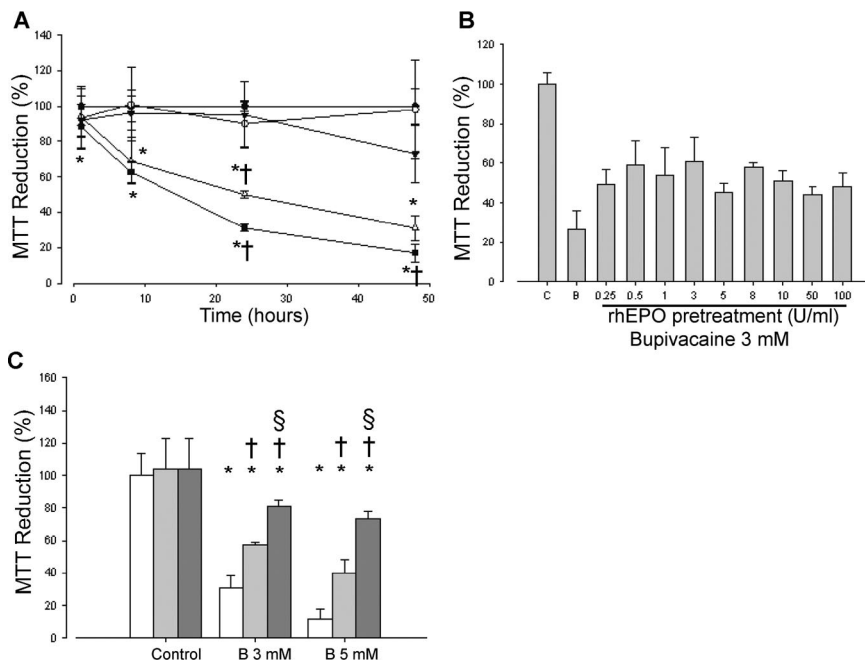 A
MTT Reduction (%)
140
120
100
80
60
40
20
0
*
*
*
*†
*†
*
*†
0 10 20 30 40 50
Time (hours)
B
MTT Reduction (%)
120
100
80
60
40
20
0
C B 0.25 0.5 1 3 5 8 10 50 100
rhEPO pretreatment (U/ml)
Bupivacaine 3 mM
C
MTT Reduction (%)
160
140
120
100
80
60
40
20
0
§ §
† † † †
* * * * * *
Control B 3 mM B 5 mM